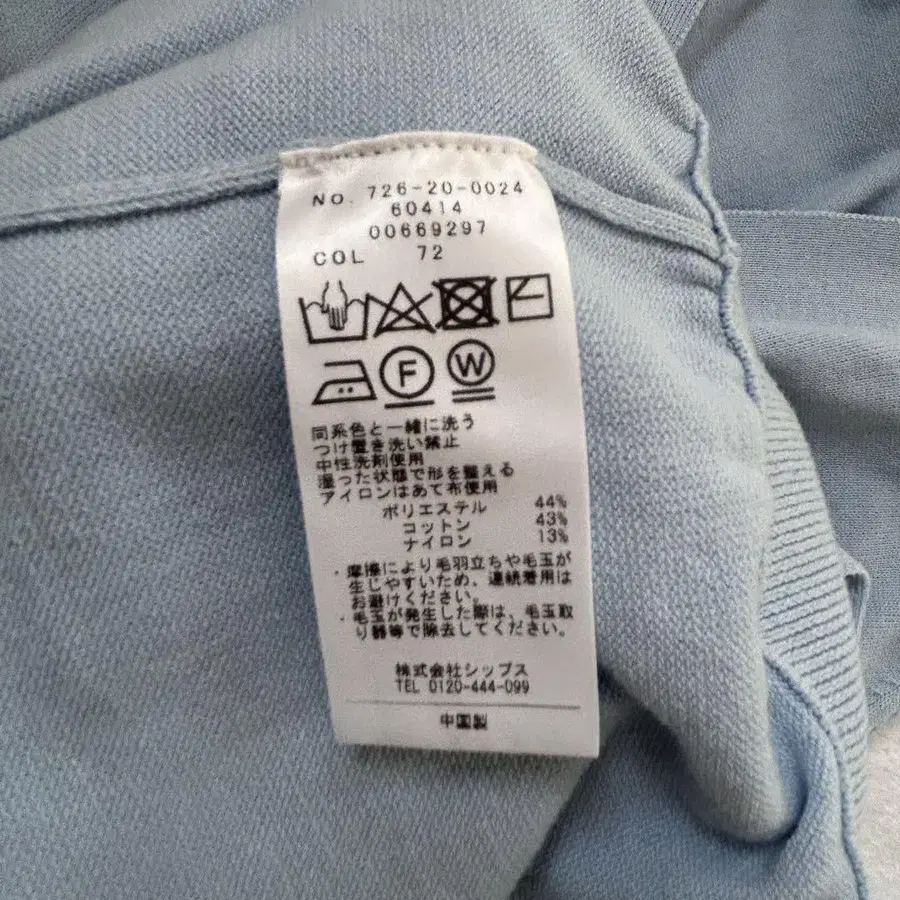 No. 726-20-0024
60414
00669297
COL 72
F W
同系色と一緒に洗う
つけ置き洗い禁止
中性洗剤使用
湿った状態で形を整える
アイロンはあて布使用
ポリエステル 44%
コットン 43%
ナイロン 13%
・摩擦により毛羽立ちや毛玉が
生じやすいため、連続着用は
お避けください。
・毛玉が発生した際は、毛玉取
り器等で除去してください。
株式会社シップス
TEL 0120-444-099
中国製